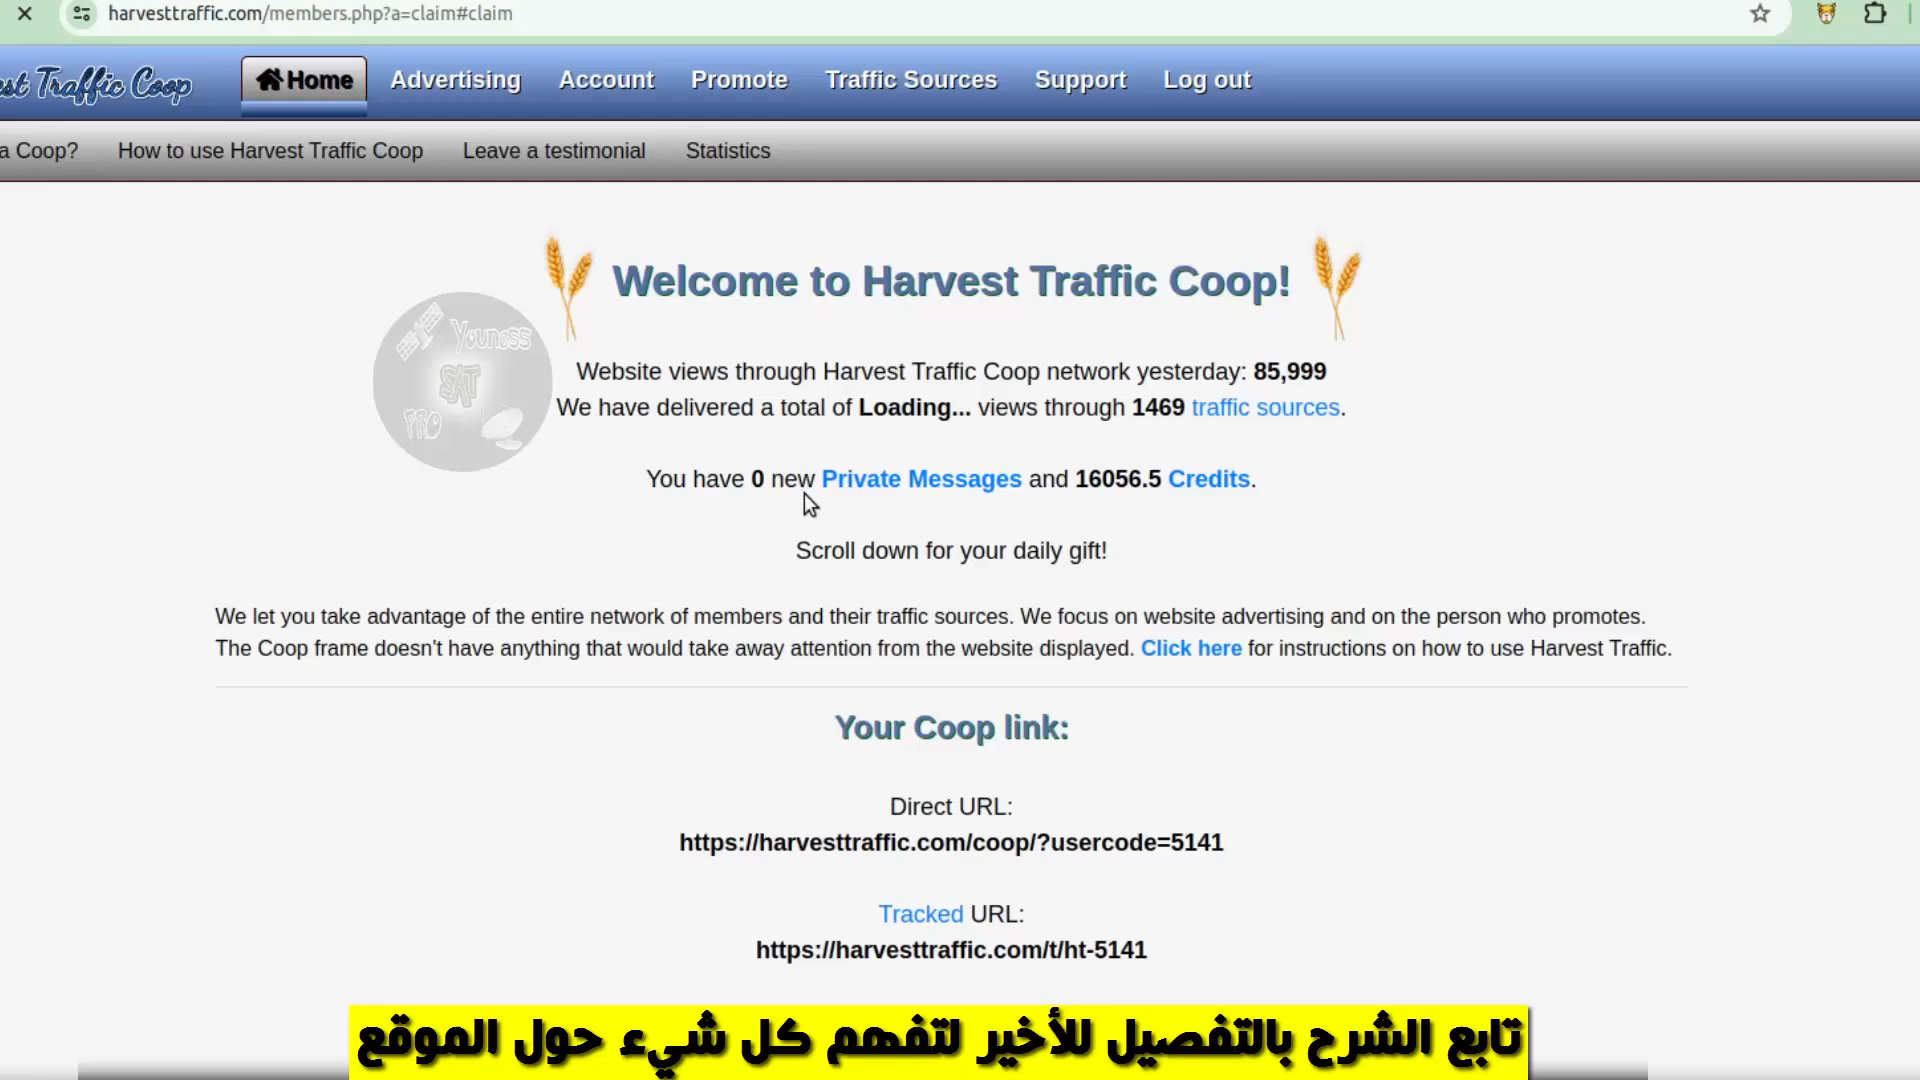 harvesttraffic.com/members.php?a=claim#claim
est Traffic Coop
Home
Advertising
Account
Promote
Traffic Sources
Support
Log out
a Coop?
How to use Harvest Traffic Coop
Leave a testimonial
Statistics
Welcome to Harvest Traffic Coop!
Youness
SAT
PRO
Website views through Harvest Traffic Coop network yesterday: 85,999
We have delivered a total of Loading... views through 1469 traffic sources.
You have 0 new Private Messages and 16056.5 Credits.
Scroll down for your daily gift!
We let you take advantage of the entire network of members and their traffic sources. We focus on website advertising and on the person who promotes.
The Coop frame doesn't have anything that would take away attention from the website displayed. Click here for instructions on how to use Harvest Traffic.
Your Coop link:
Direct URL:
https://harvesttraffic.com/coop/?usercode=5141
Tracked URL:
https://harvesttraffic.com/t/ht-5141
تابع الشرح بالتفصيل للأخير لتفهم كل شيء حول الموقع